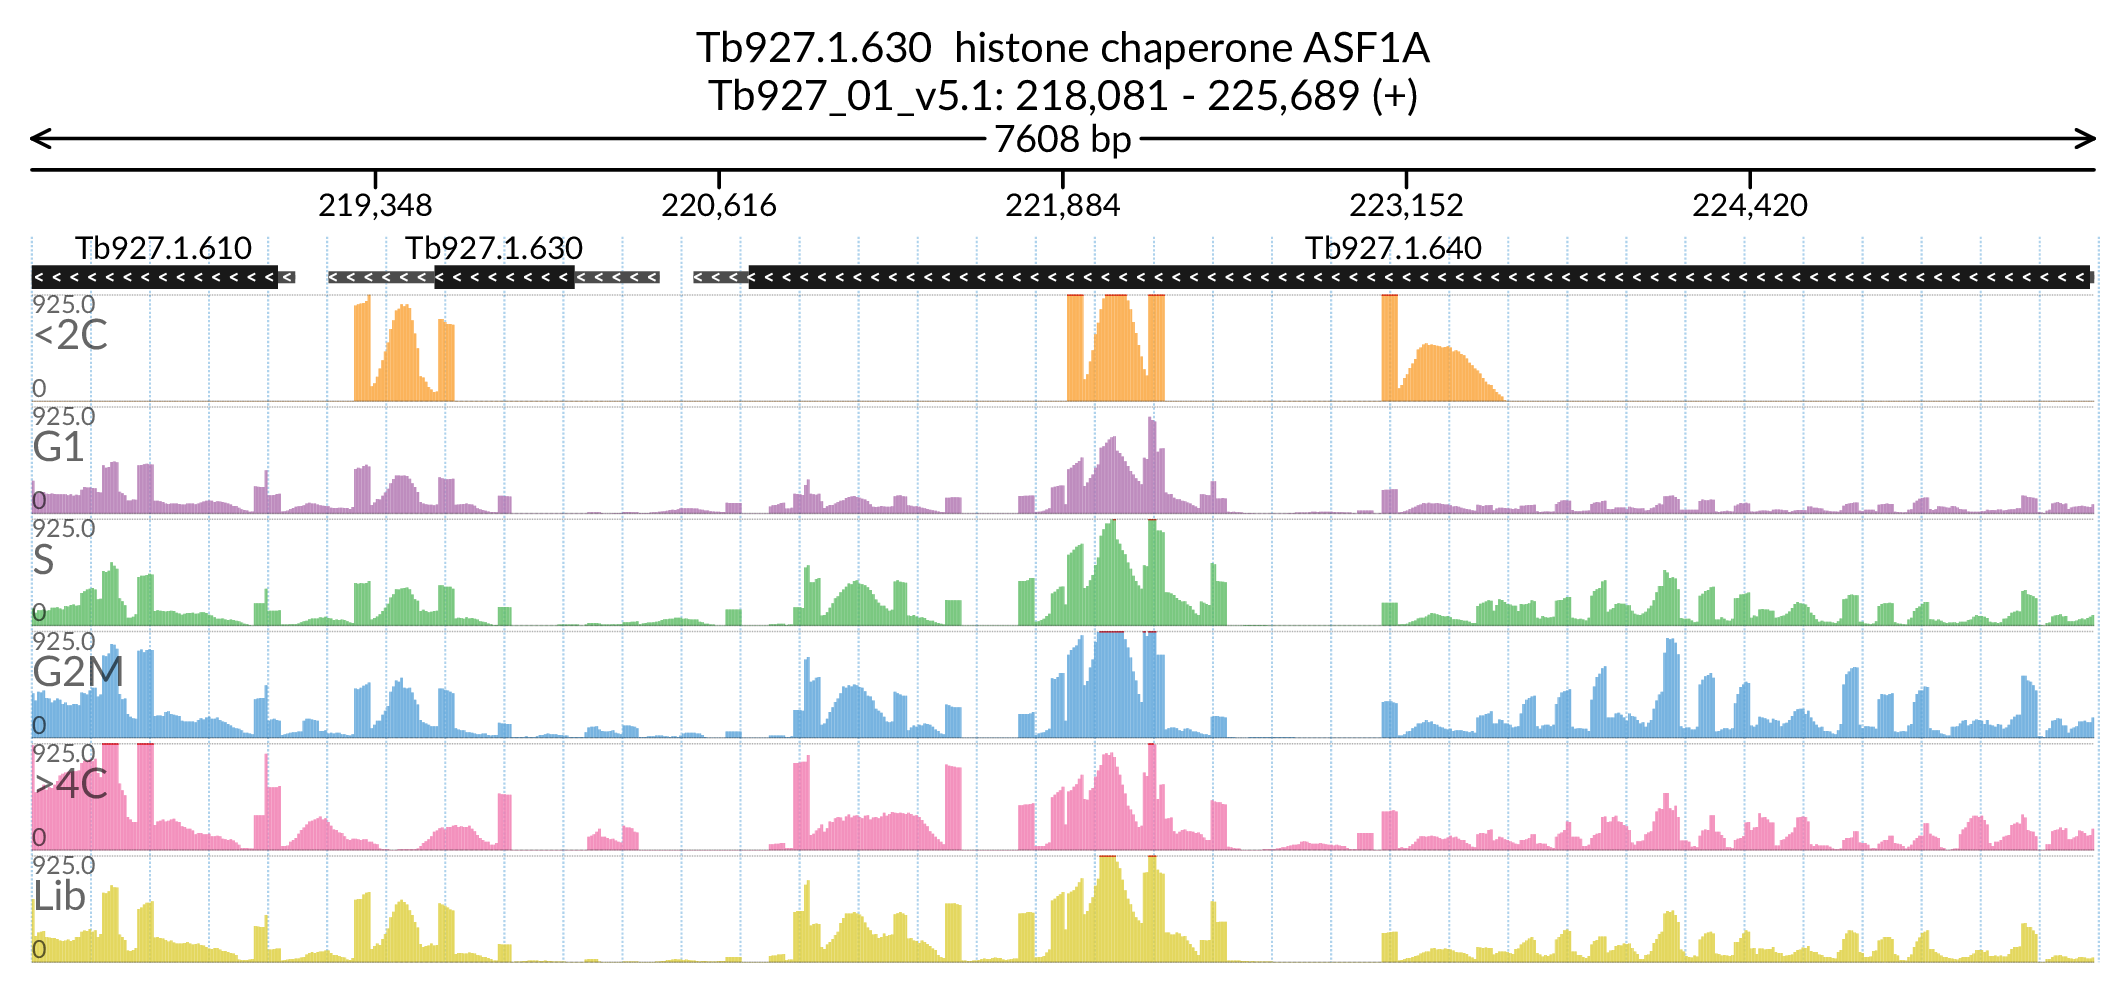 Tb927.1.630  histone chaperone ASF1A
Tb927_01_v5.1: 218,081 - 225,689 (+)
7608 bp
219,348 220,616 221,884 223,152 224,420
Tb927.1.610 Tb927.1.630 Tb927.1.640
925.0
<2C
0
925.0
G1
0
925.0
S
0
925.0
G2M
0
925.0
>4C
0
925.0
Lib
0